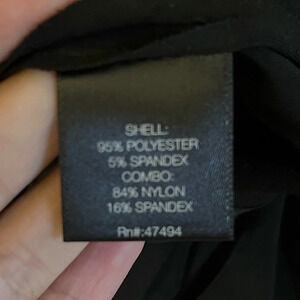 SHELL:
95% POLYESTER
5% SPANDEX
COMBO:
84% NYLON
16% SPANDEX
Rn#:47494